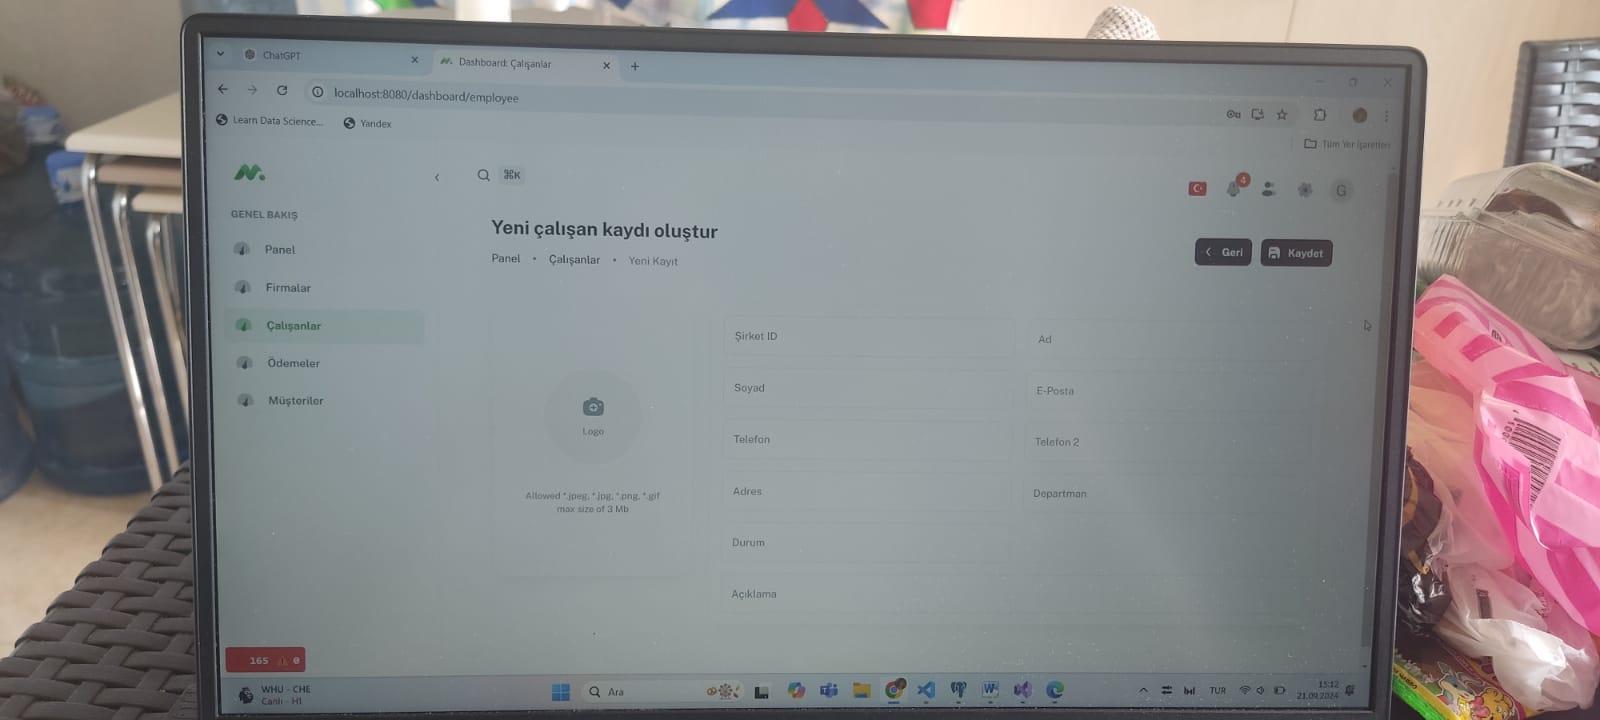 ChatGPT
Dashboard: Çalışanlar
localhost:8080/dashboard/employee
Learn Data Science...
Yandex
Tüm Yer İşaretleri
⌘K
4
G
GENEL BAKIŞ
Panel
Firmalar
Çalışanlar
Ödemeler
Müşteriler
Yeni çalışan kaydı oluştur
Panel • Çalışanlar • Yeni Kayıt
Geri
Kaydet
Logo
Allowed *.jpeg, *.jpg, *.png, *.gif
max size of 3 Mb
Şirket ID
Ad
Soyad
E-Posta
Telefon
Telefon 2
Adres
Departman
Durum
Açıklama
165 0
WHU - CHE
Canlı - H1
Ara
TUR
15:12
21.09.2024